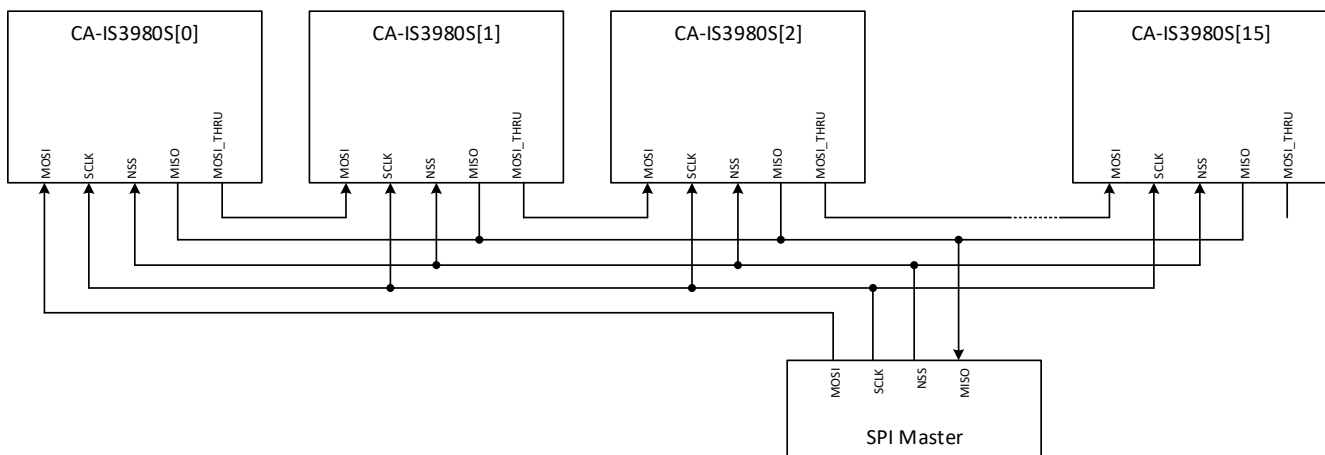 CA-IS3980S[0]
CA-IS3980S[1]
CA-IS3980S[2]
CA-IS3980S[15]
MOSI
SCLK
NSS
MISO
MOSI_THRU
MOSI
SCLK
NSS
MISO
MOSI_THRU
MOSI
SCLK
NSS
MISO
MOSI_THRU
MOSI
SCLK
NSS
MISO
MOSI_THRU
MOSI
SCLK
NSS
MISO
SPI Master